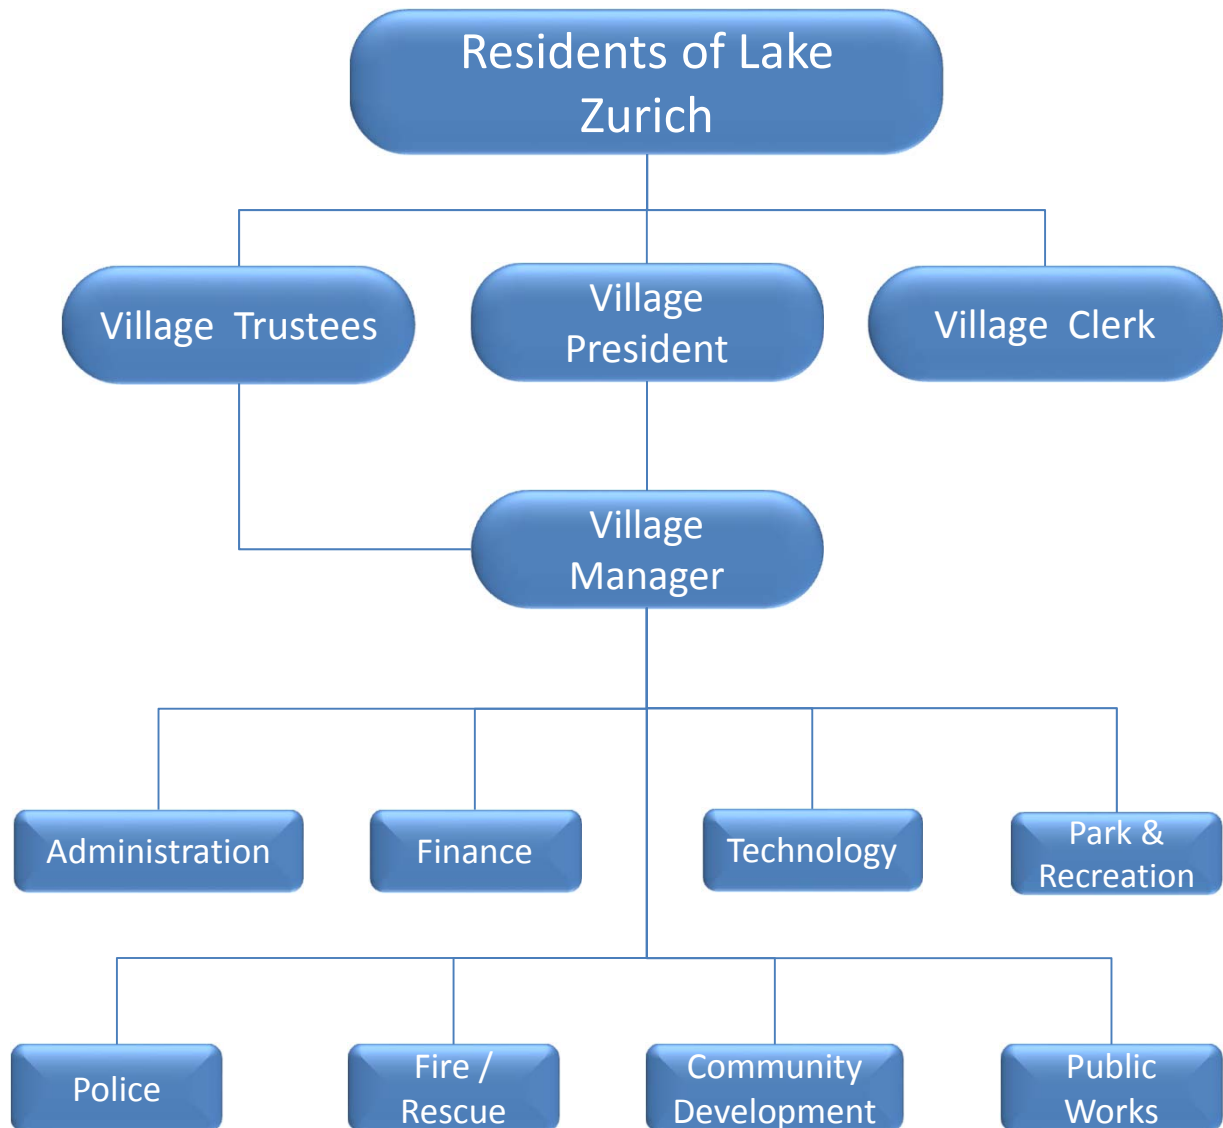 Residents of Lake
Zurich
Village Trustees
Village
President
Village Clerk
Village
Manager
Administration
Finance
Technology
Park &
Recreation
Police
Fire /
Rescue
Community
Development
Public
Works